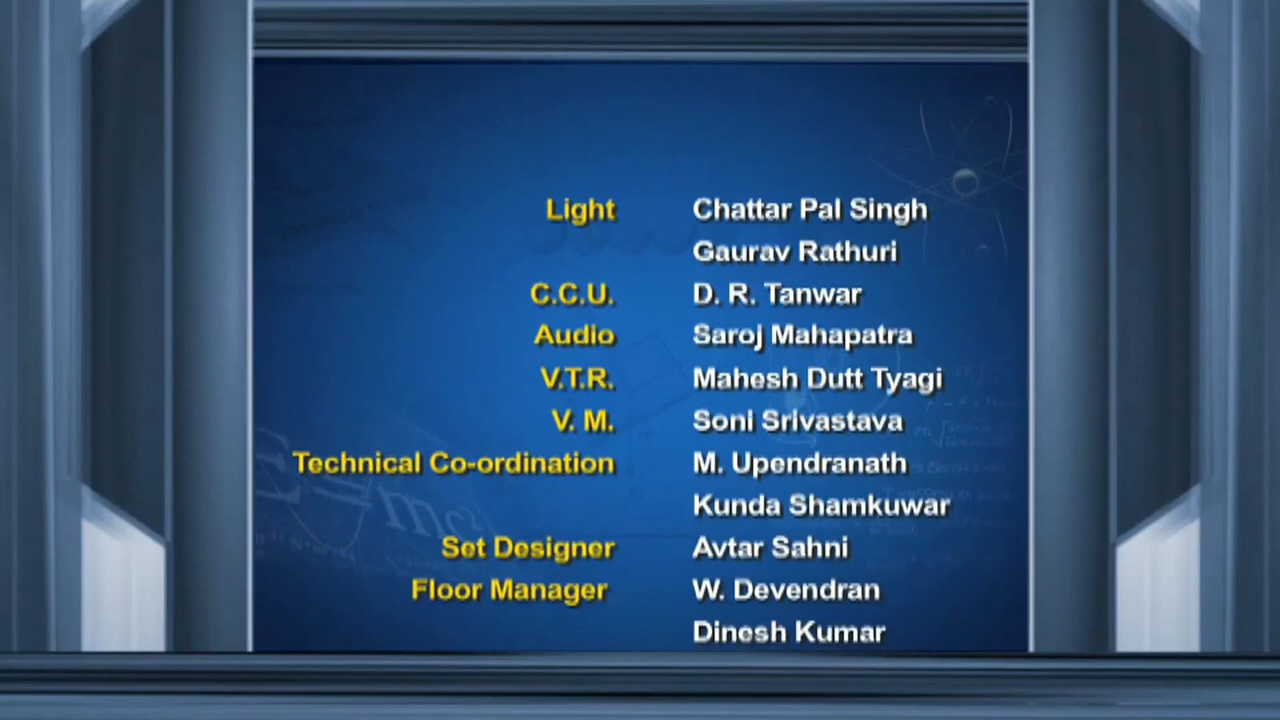 Light Chattar Pal Singh
Gaurav Rathuri
C.C.U. D. R. Tanwar
Audio Saroj Mahapatra
V.T.R. Mahesh Dutt Tyagi
V. M. Soni Srivastava
Technical Co-ordination M. Upendranath
Kunda Shamkuwar
Set Designer Avtar Sahni
Floor Manager W. Devendran
Dinesh Kumar
E=mc²